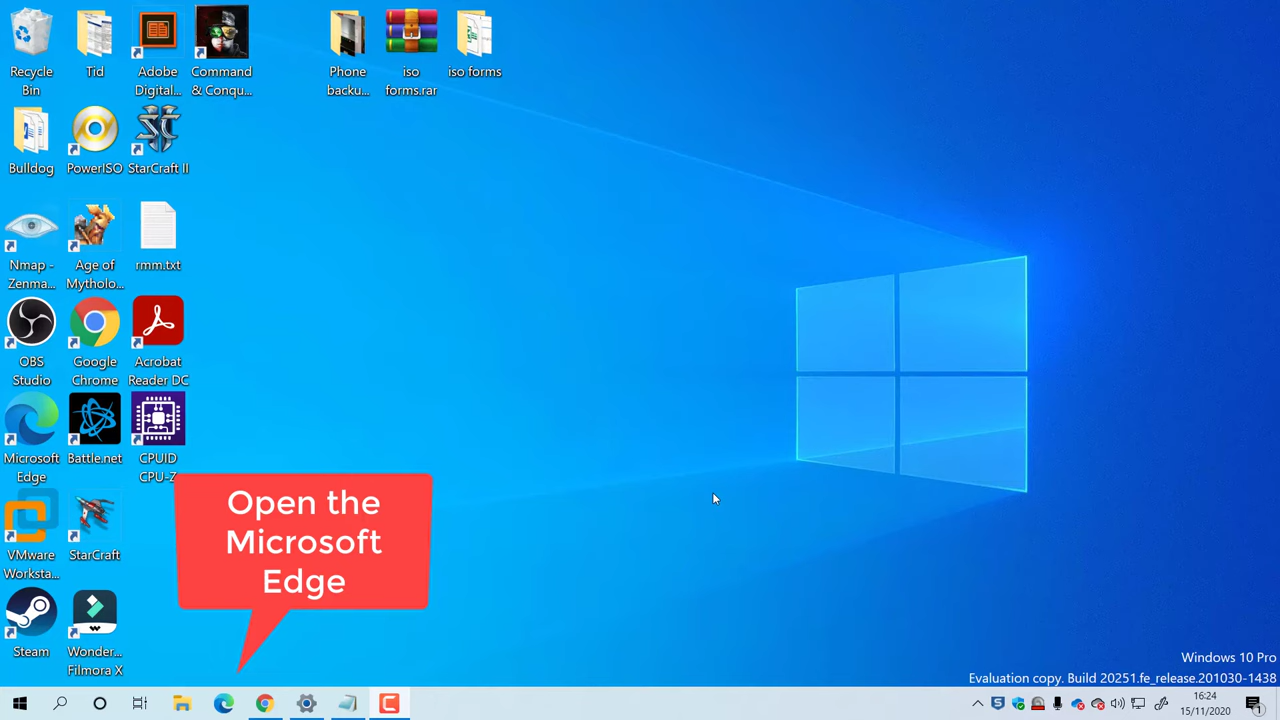 Recycle
Bin
Tid
Adobe
Digital...
Command
& Conqu...
Phone
backu...
iso
forms.rar
iso forms
Bulldog
PowerISO
StarCraft II
Nmap -
Zenma...
Age of
Mytholo...
rmm.txt
OBS
Studio
Google
Chrome
Acrobat
Reader DC
Microsoft
Edge
Battle.net
CPUID
CPU-Z
Open the
Microsoft
Edge
VMware
Worksta...
StarCraft
Steam
Wonder...
Filmora X
Windows 10 Pro
Evaluation copy. Build 20251.fe_release.201030-1438
16:24
15/11/2020
1